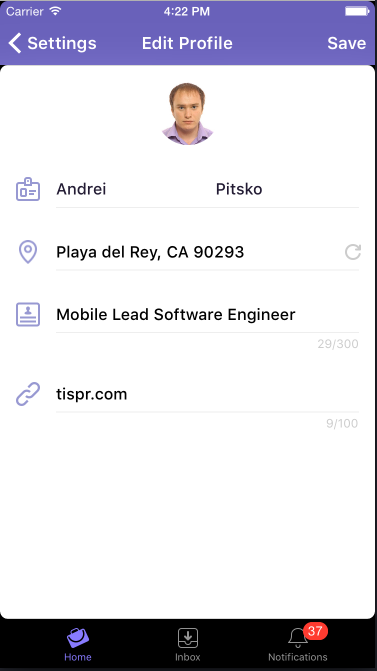 Carrier 4:22 PM
Settings Edit Profile Save
Andrei Pitsko
Playa del Rey, CA 90293
Mobile Lead Software Engineer
29/300
tispr.com
9/100
37
Home Inbox Notifications